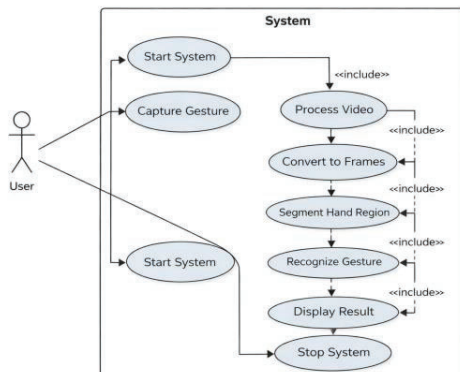 System
Start System
<<include>>
Capture Gesture
Process Video
<<include>>
User
Convert to Frames
<<include>>
Segment Hand Region
<<include>>
Start System
Recognize Gesture
<<include>>
Display Result
Stop System